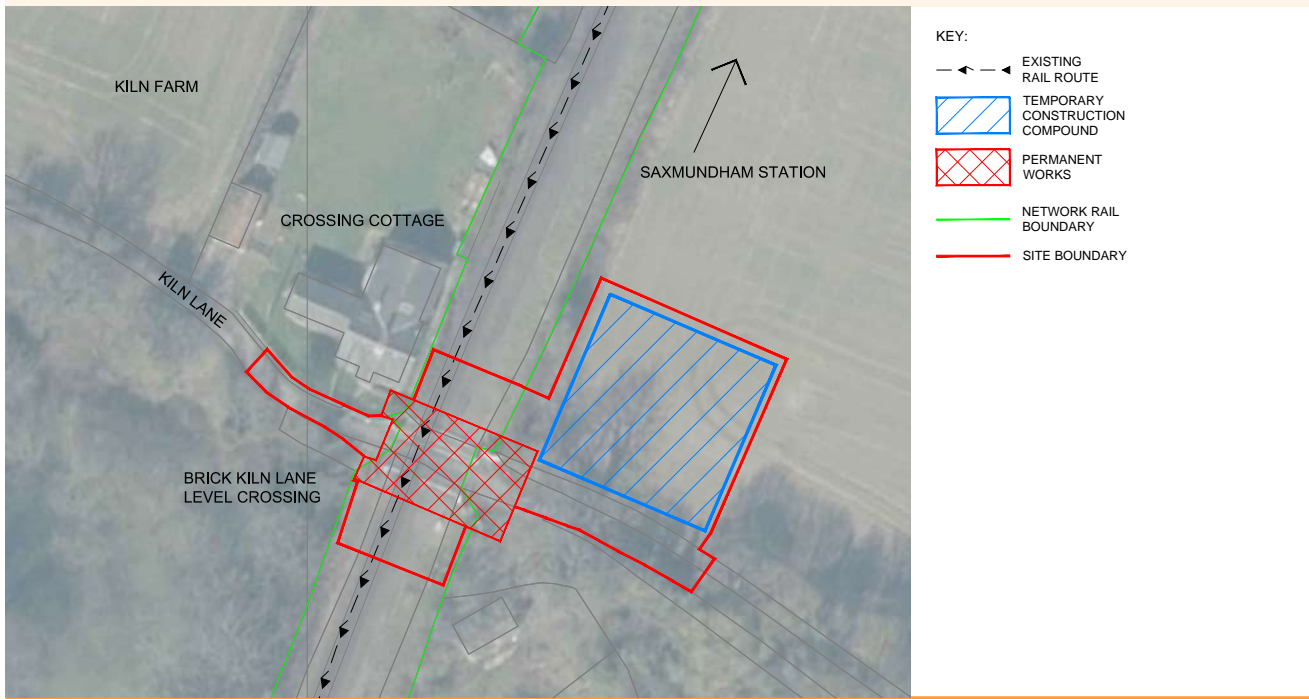 KILN FARM
SAXMUNDHAM STATION
CROSSING COTTAGE
KILN LANE
BRICK KILN LANE
LEVEL CROSSING
KEY:
EXISTING
RAIL ROUTE
TEMPORARY
CONSTRUCTION
COMPOUND
PERMANENT
WORKS
NETWORK RAIL
BOUNDARY
SITE BOUNDARY